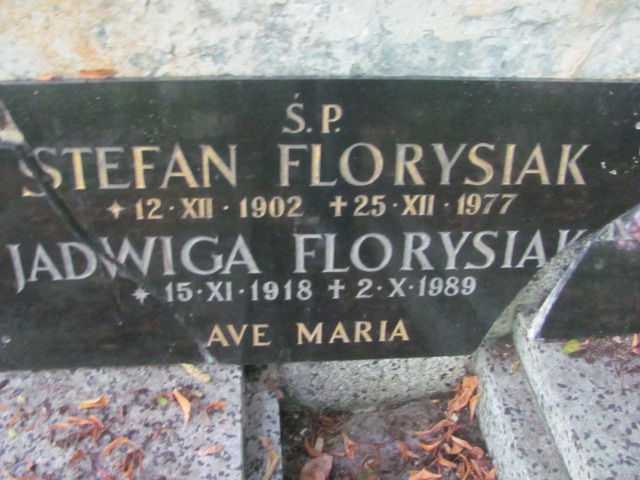 Ś.P.
STEFAN FLORYSIAK
✦ 12·XII·1902 ✝25·XII·1977
JADWIGA FLORYSIAK
✦ 15·XI·1918 ✝ 2·X·1989
AVE MARIA